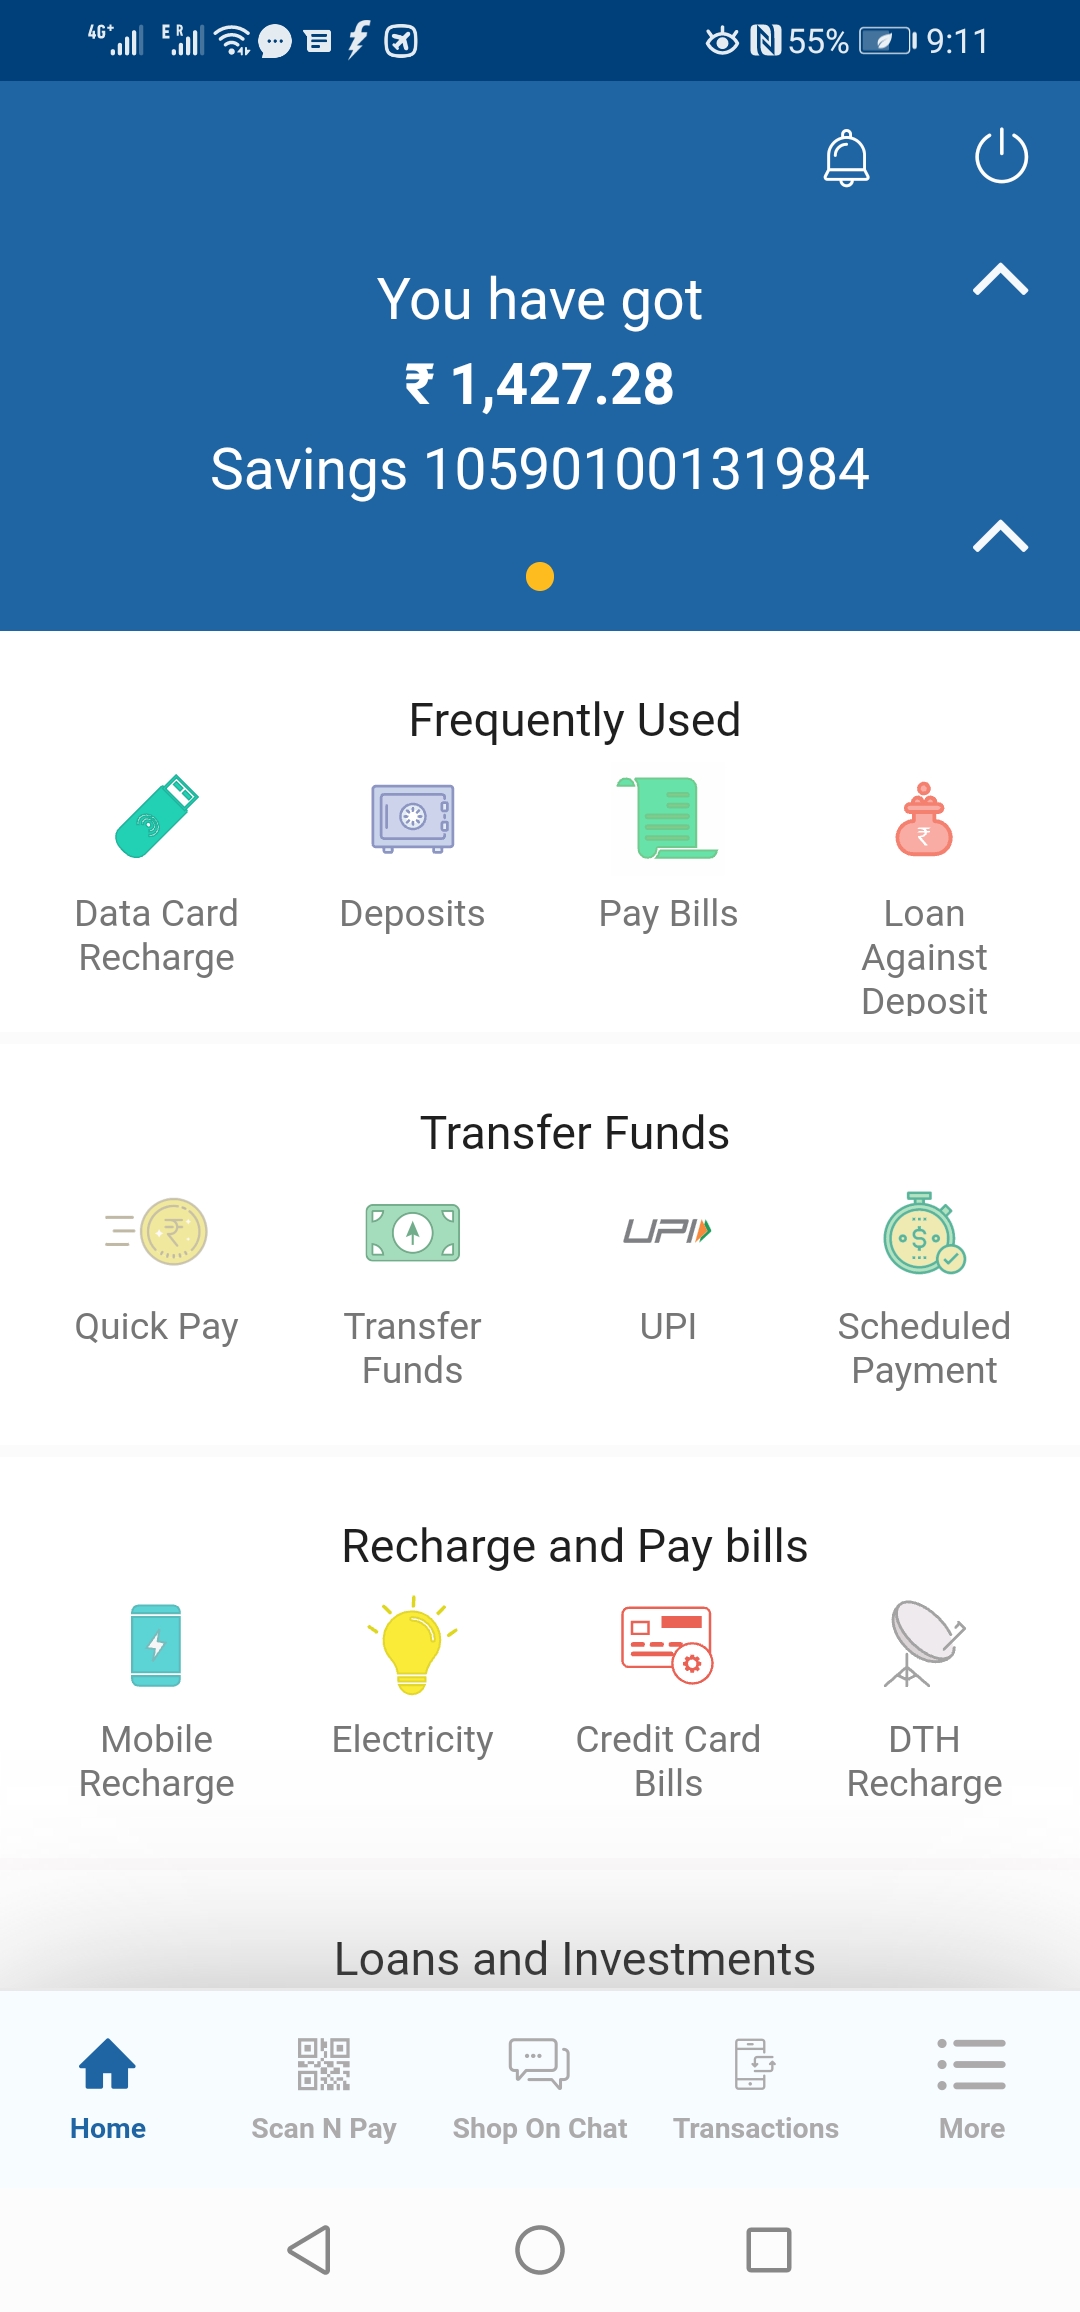 4G+ E R 55% 9:11
You have got
₹ 1,427.28
Savings 10590100131984
Frequently Used
Data Card Recharge
Deposits
Pay Bills
Loan Against Deposit
Transfer Funds
Quick Pay
Transfer Funds
UPI
UPI
Scheduled Payment
Recharge and Pay bills
Mobile Recharge
Electricity
Credit Card Bills
DTH Recharge
Loans and Investments
Home
Scan N Pay
Shop On Chat
Transactions
More